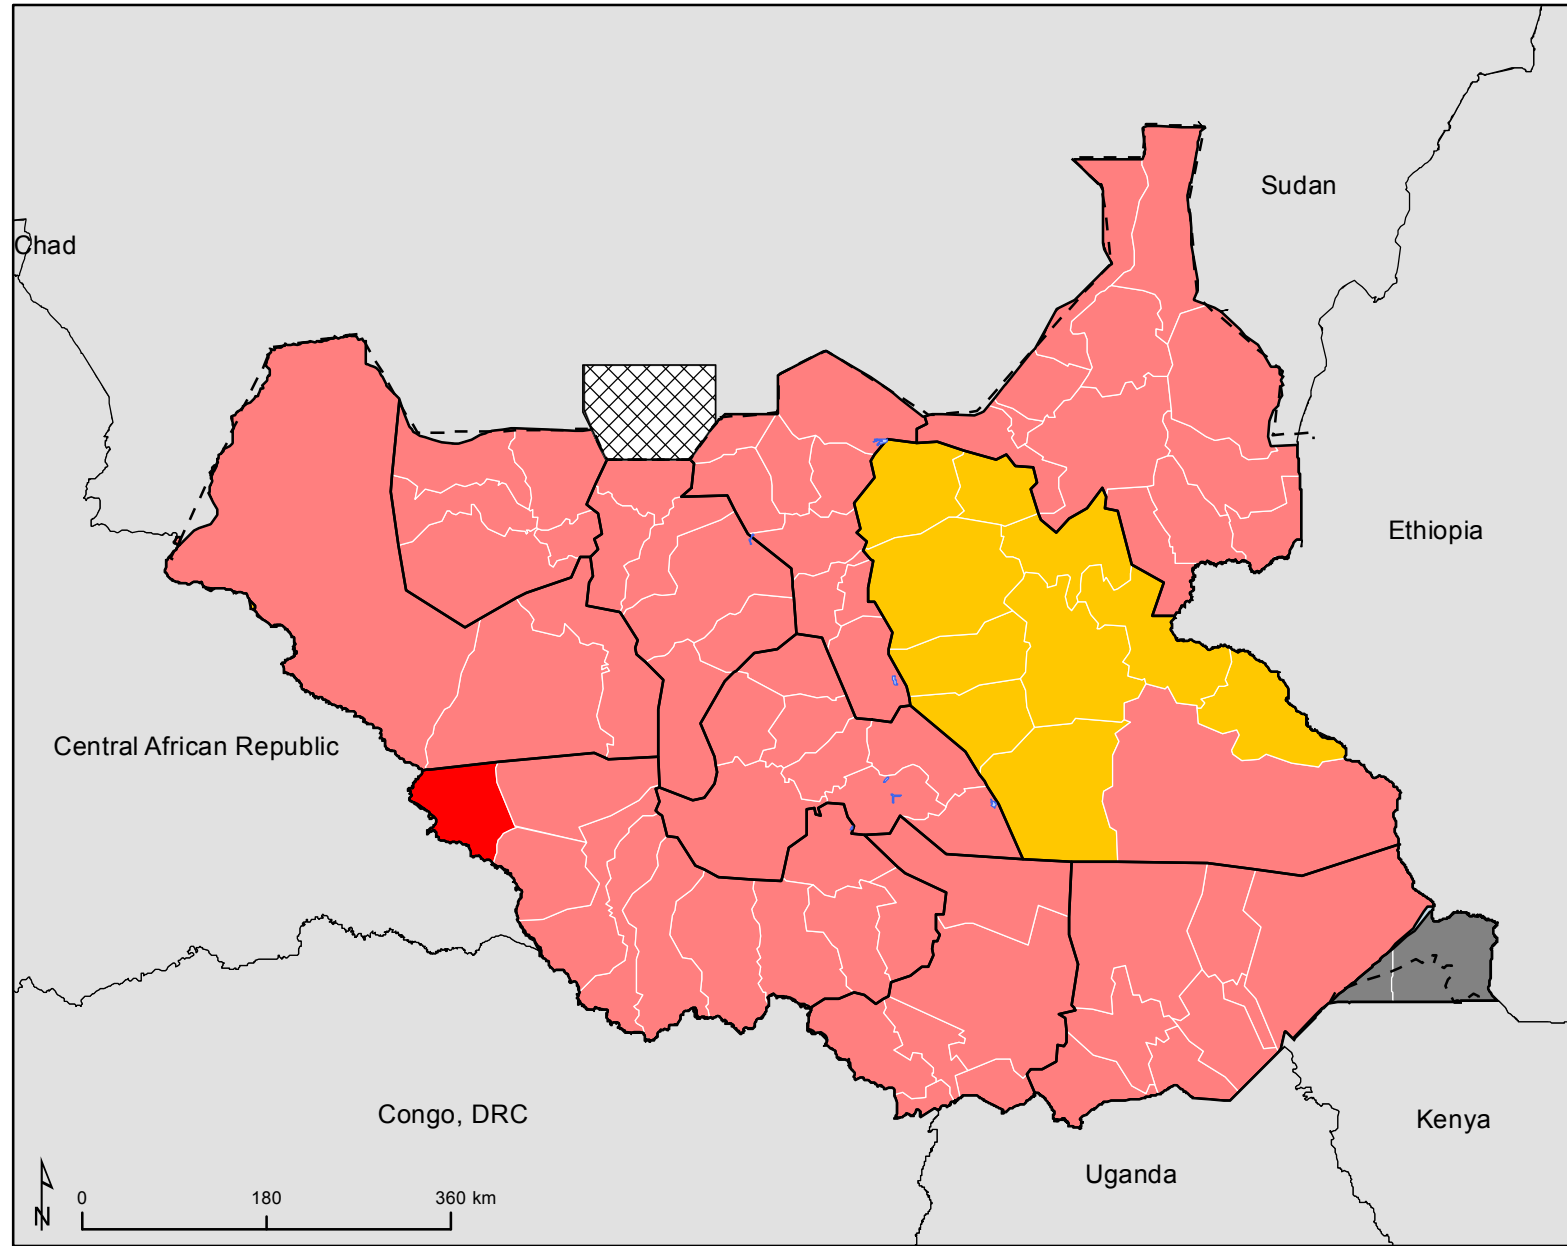 Sudan
Chad
Ethiopia
Central African Republic
Congo, DRC
Kenya
Uganda
N
0 180 360 km